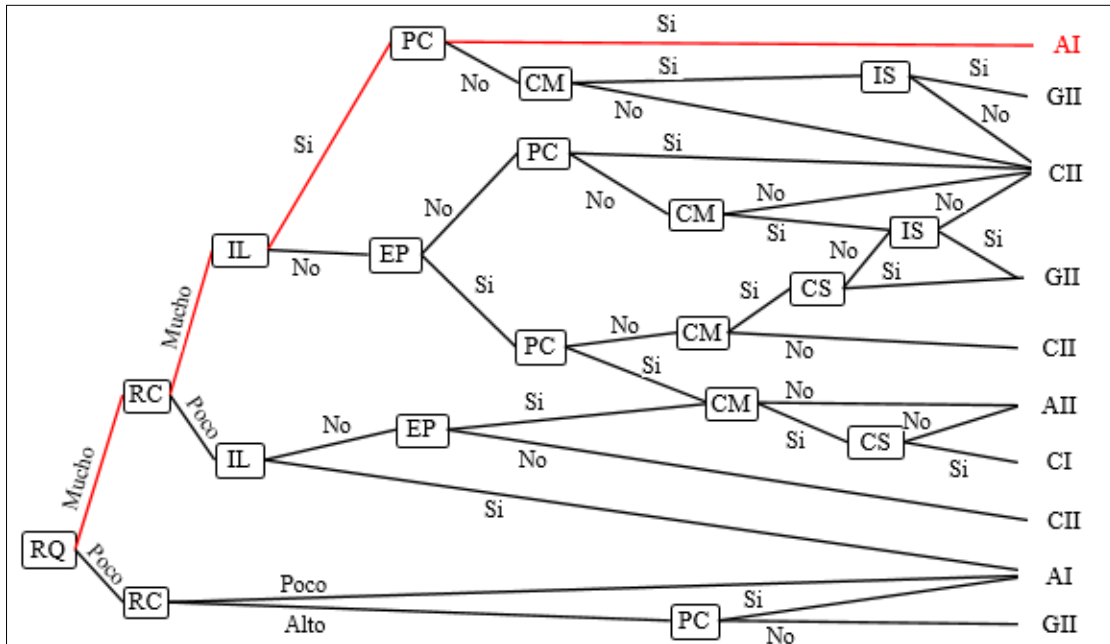 Si
PC
AI
IS
Si
No
CM
Si
GII
No
No
Si
PC
Si
CII
No
No
No
CM
No
Si
IS
IL
EP
No
Si
No
CS
Si
GII
Mucho
Si
Si
PC
No
CM
CII
No
Si
RC
Poco
Si
CM
No
AII
EP
No
No
Si
CS
IL
CI
Si
No
Mucho
Si
CII
RQ
Poco
AI
Poco
RC
Si
PC
GII
Alto
No